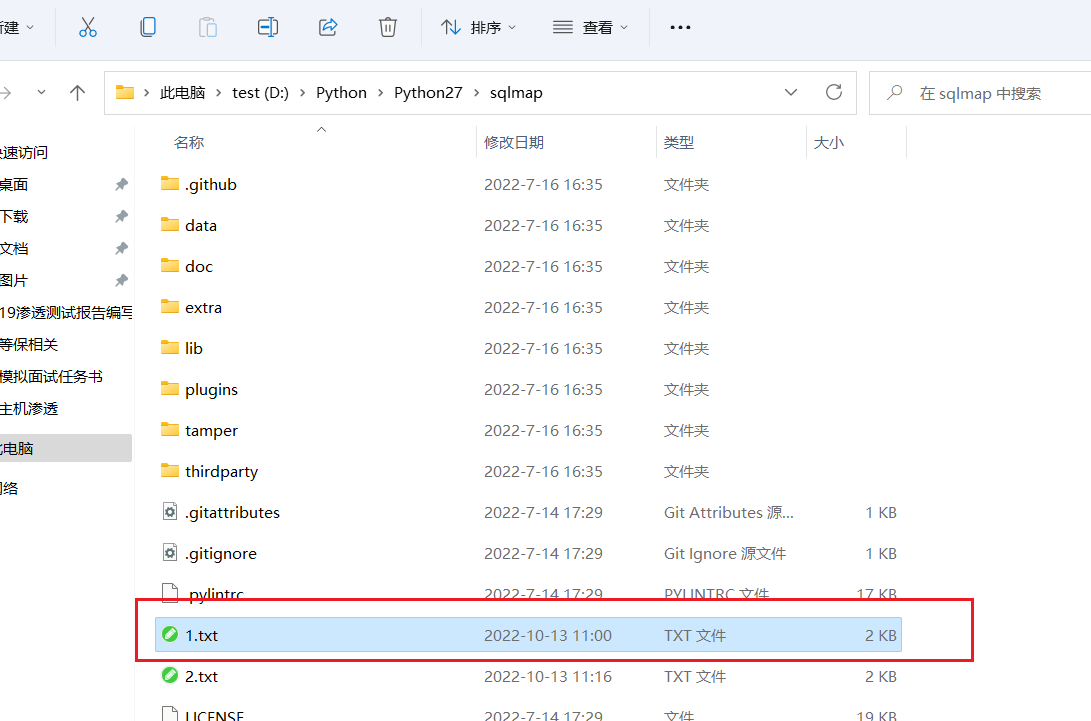 新建
排序
查看
此电脑 > test (D:) > Python > Python27 > sqlmap
在 sqlmap 中搜索
快速访问
桌面
下载
文档
图片
19渗透测试报告编写
等保相关
模拟面试任务书
主机渗透
此电脑
网络
名称 修改日期 类型 大小
.github 2022-7-16 16:35 文件夹
data 2022-7-16 16:35 文件夹
doc 2022-7-16 16:35 文件夹
extra 2022-7-16 16:35 文件夹
lib 2022-7-16 16:35 文件夹
plugins 2022-7-16 16:35 文件夹
tamper 2022-7-16 16:35 文件夹
thirdparty 2022-7-16 16:35 文件夹
.gitattributes 2022-7-14 17:29 Git Attributes 源... 1 KB
.gitignore 2022-7-14 17:29 Git Ignore 源文件 1 KB
.pylintrc 2022-7-14 17:29 PYLINTRC 文件 17 KB
1.txt 2022-10-13 11:00 TXT 文件 2 KB
2.txt 2022-10-13 11:16 TXT 文件 2 KB
LICENSE 2022-7-14 17:29 文件 19 KB